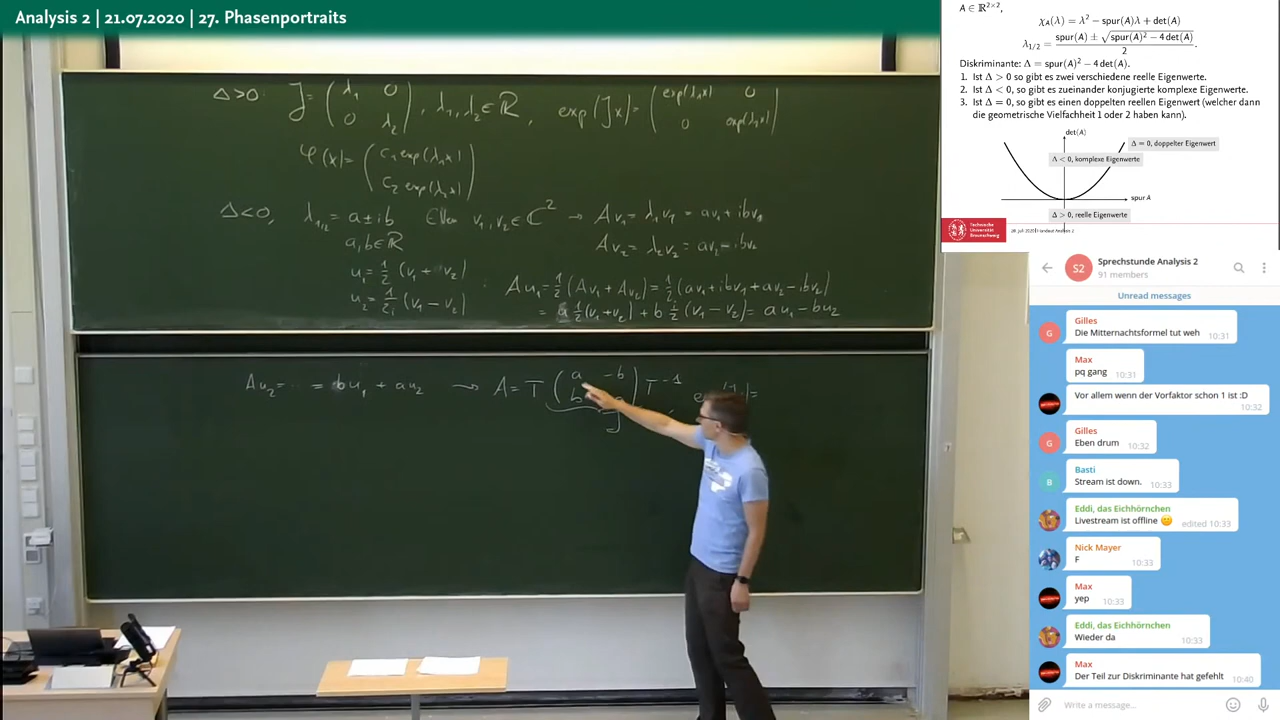 Analysis 2 | 21.07.2020 | 27. Phasenportraits
Δ>0: J = (λ₁ 0 / 0 λ₂), λ₁,λ₂ ∈ ℝ, exp(Jx) = (exp(λ₁x) 0 / 0 exp(λ₂x))
φ(x) = (c₁ exp(λ₁x) / c₂ exp(λ₂x))
Δ<0, λ₁/₂ = a ± ib v₁,v₂ ∈ ℂ² → Av₁ = λ₁v₁ = av₁ + ibv₁
a,b ∈ ℝ Av₂ = λ₂v₂ = av₂ - ibv₂
u₁ = 1/2 (v₁ + v₂) : Au₁ = 1/2 (Av₁ + Av₂) = 1/2 (av₁ + ibv₁ + av₂ - ibv₂)
u₂ = 1/2i (v₁ - v₂) = a 1/2 (v₁+v₂) + b i/2 (v₁ - v₂) = au₁ - bu₂
Au₂ = ... = bu₁ + au₂ ⇝ A = T (a -b / b a) T⁻¹
J
A ∈ ℝ²ˣ²,
χ_A(λ) = λ² − spur(A)λ + det(A)
λ₁/₂ = (spur(A) ± √(spur(A)² − 4 det(A))) / 2.
Diskriminante: Δ = spur(A)² − 4 det(A).
1. Ist Δ > 0 so gibt es zwei verschiedene reelle Eigenwerte.
2. Ist Δ < 0, so gibt es zueinander konjugierte komplexe Eigenwerte.
3. Ist Δ = 0, so gibt es einen doppelten reellen Eigenwert (welcher dann
die geometrische Vielfachheit 1 oder 2 haben kann).
det(A)
Δ = 0, doppelter Eigenwert
Δ < 0, komplexe Eigenwerte
spur A
Δ > 0, reelle Eigenwerte
Technische
Universität
Braunschweig
S2
Sprechstunde Analysis 2
91 members
Unread messages
Gilles
G
Die Mitternachtsformel tut weh 10:31
Max
pq gang 10:31
Vor allem wenn der Vorfaktor schon 1 ist :D
10:32
Gilles
G
Eben drum 10:32
Basti
B
Stream ist down. 10:33
Eddi, das Eichhörnchen
Livestream ist offline 🙁 edited 10:33
Nick Mayer
F 10:33
Max
yep 10:33
Eddi, das Eichhörnchen
Wieder da 10:33
Max
Der Teil zur Diskriminante hat gefehlt 10:40
Write a message...